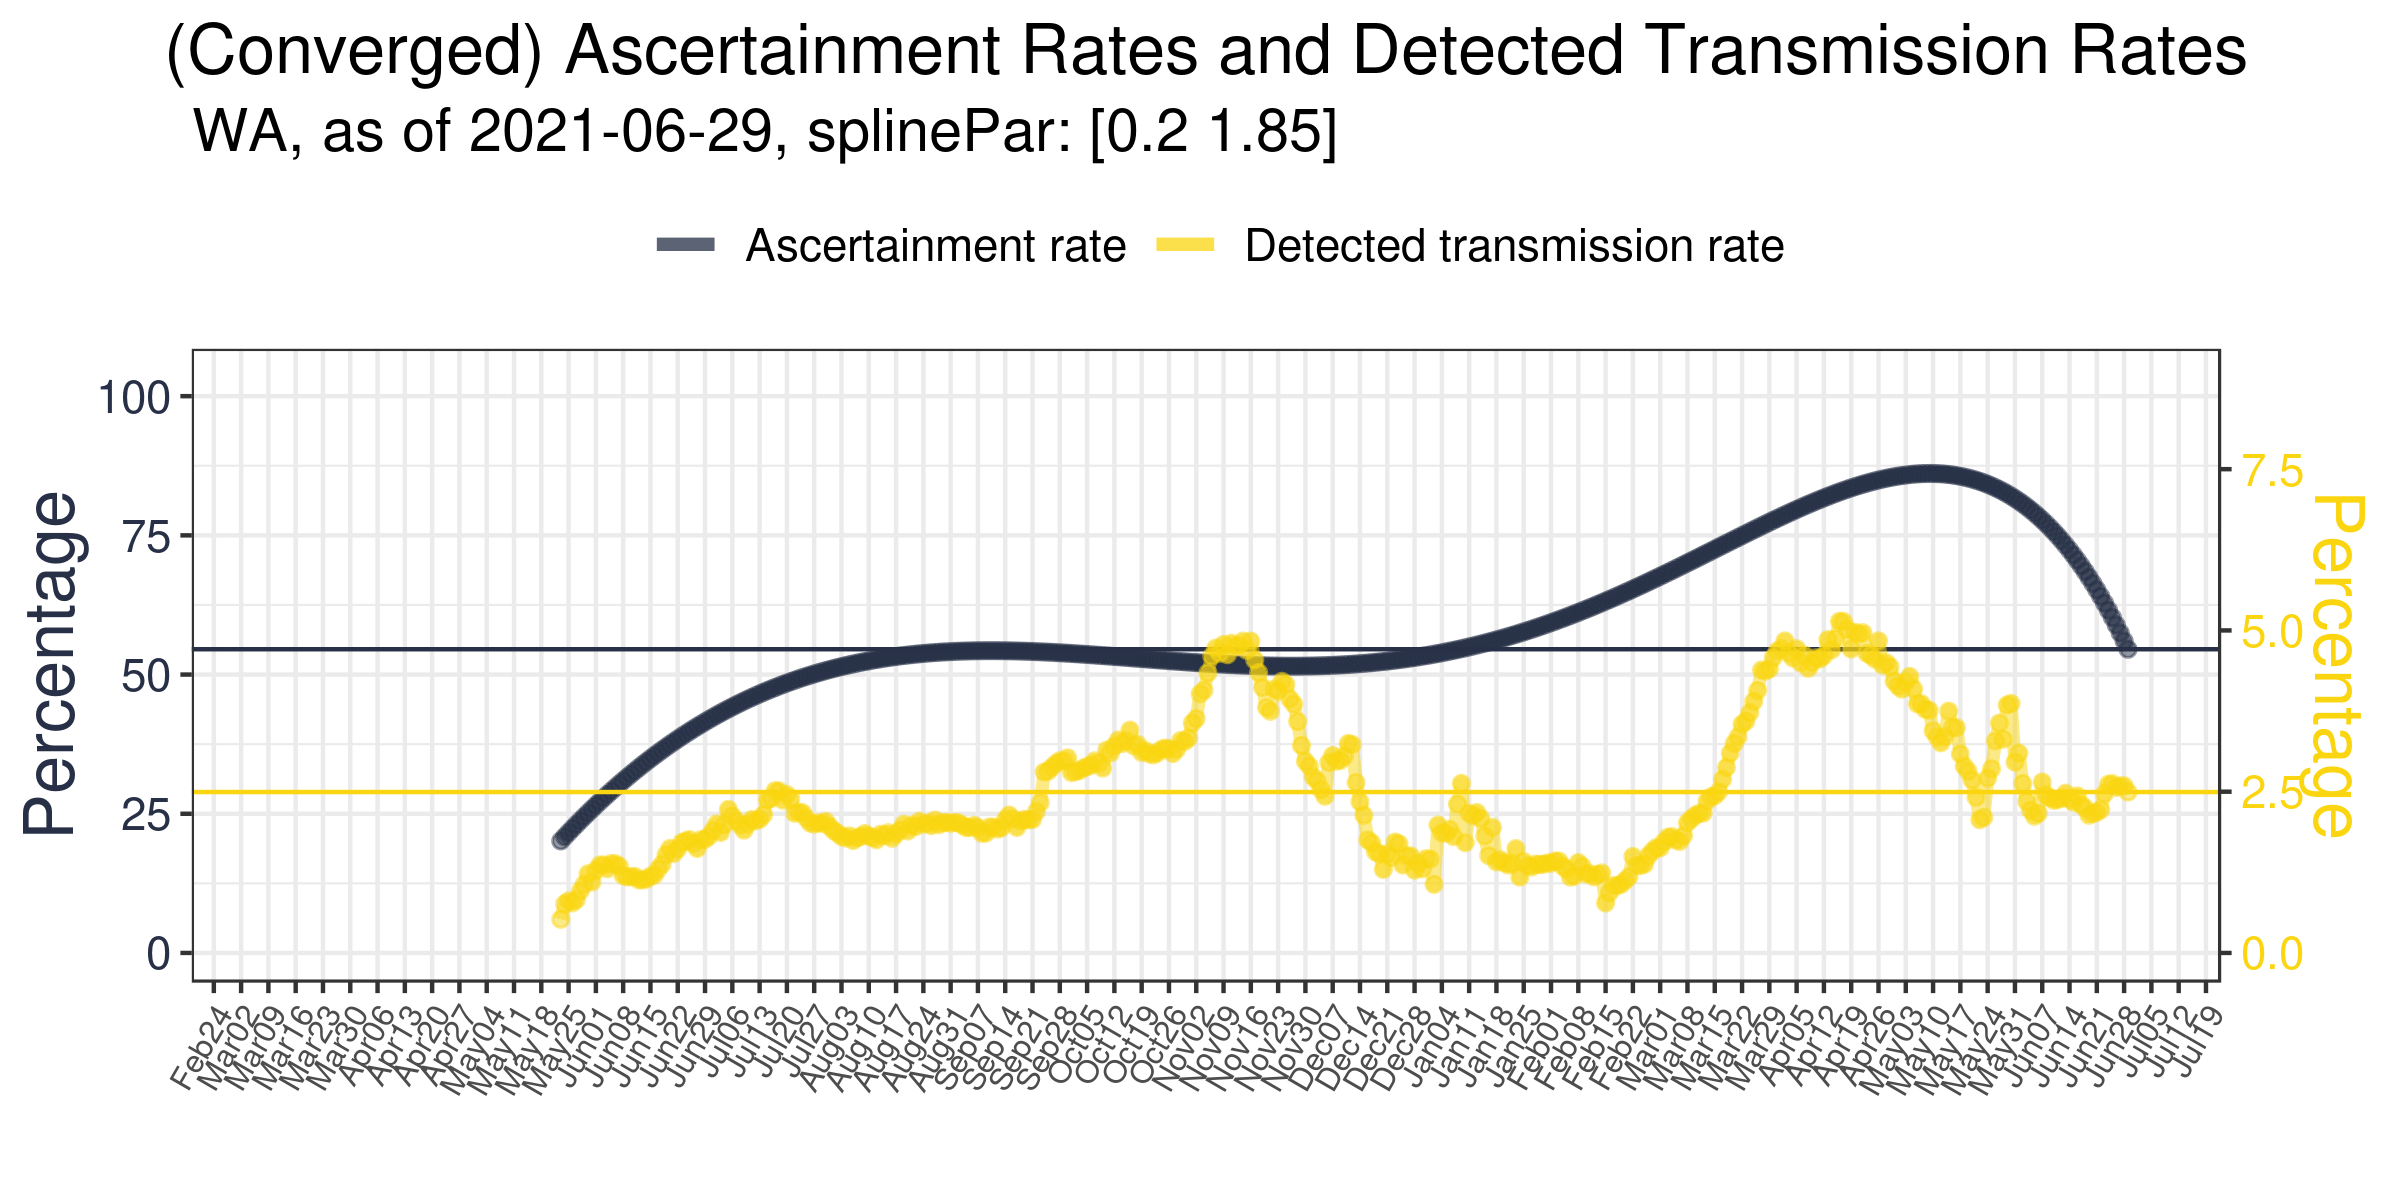 (Converged) Ascertainment Rates and Detected Transmission Rates
WA, as of 2021-06-29, splinePar: [0.2 1.85]
Ascertainment rate
Detected transmission rate
Percentage
100
75
50
25
0
Percentage
7.5
5.0
2.5
0.0
Feb24
Mar02
Mar09
Mar16
Mar23
Mar30
Apr06
Apr13
Apr20
Apr27
May04
May11
May18
May25
Jun01
Jun08
Jun15
Jun22
Jun29
Jul06
Jul13
Jul20
Jul27
Aug03
Aug10
Aug17
Aug24
Aug31
Sep07
Sep14
Sep21
Sep28
Oct05
Oct12
Oct19
Oct26
Nov02
Nov09
Nov16
Nov23
Nov30
Dec07
Dec14
Dec21
Dec28
Jan04
Jan11
Jan18
Jan25
Feb01
Feb08
Feb15
Feb22
Mar01
Mar08
Mar15
Mar22
Mar29
Apr05
Apr12
Apr19
Apr26
May03
May10
May17
May24
May31
Jun07
Jun14
Jun21
Jun28
Jul05
Jul12
Jul19